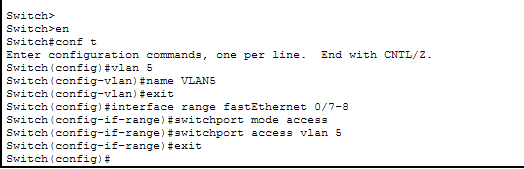 Switch>
Switch>en
Switch#conf t
Enter configuration commands, one per line.  End with CNTL/Z.
Switch(config)#vlan 5
Switch(config-vlan)#name VLAN5
Switch(config-vlan)#exit
Switch(config)#interface range fastEthernet 0/7-8
Switch(config-if-range)#switchport mode access
Switch(config-if-range)#switchport access vlan 5
Switch(config-if-range)#exit
Switch(config)#